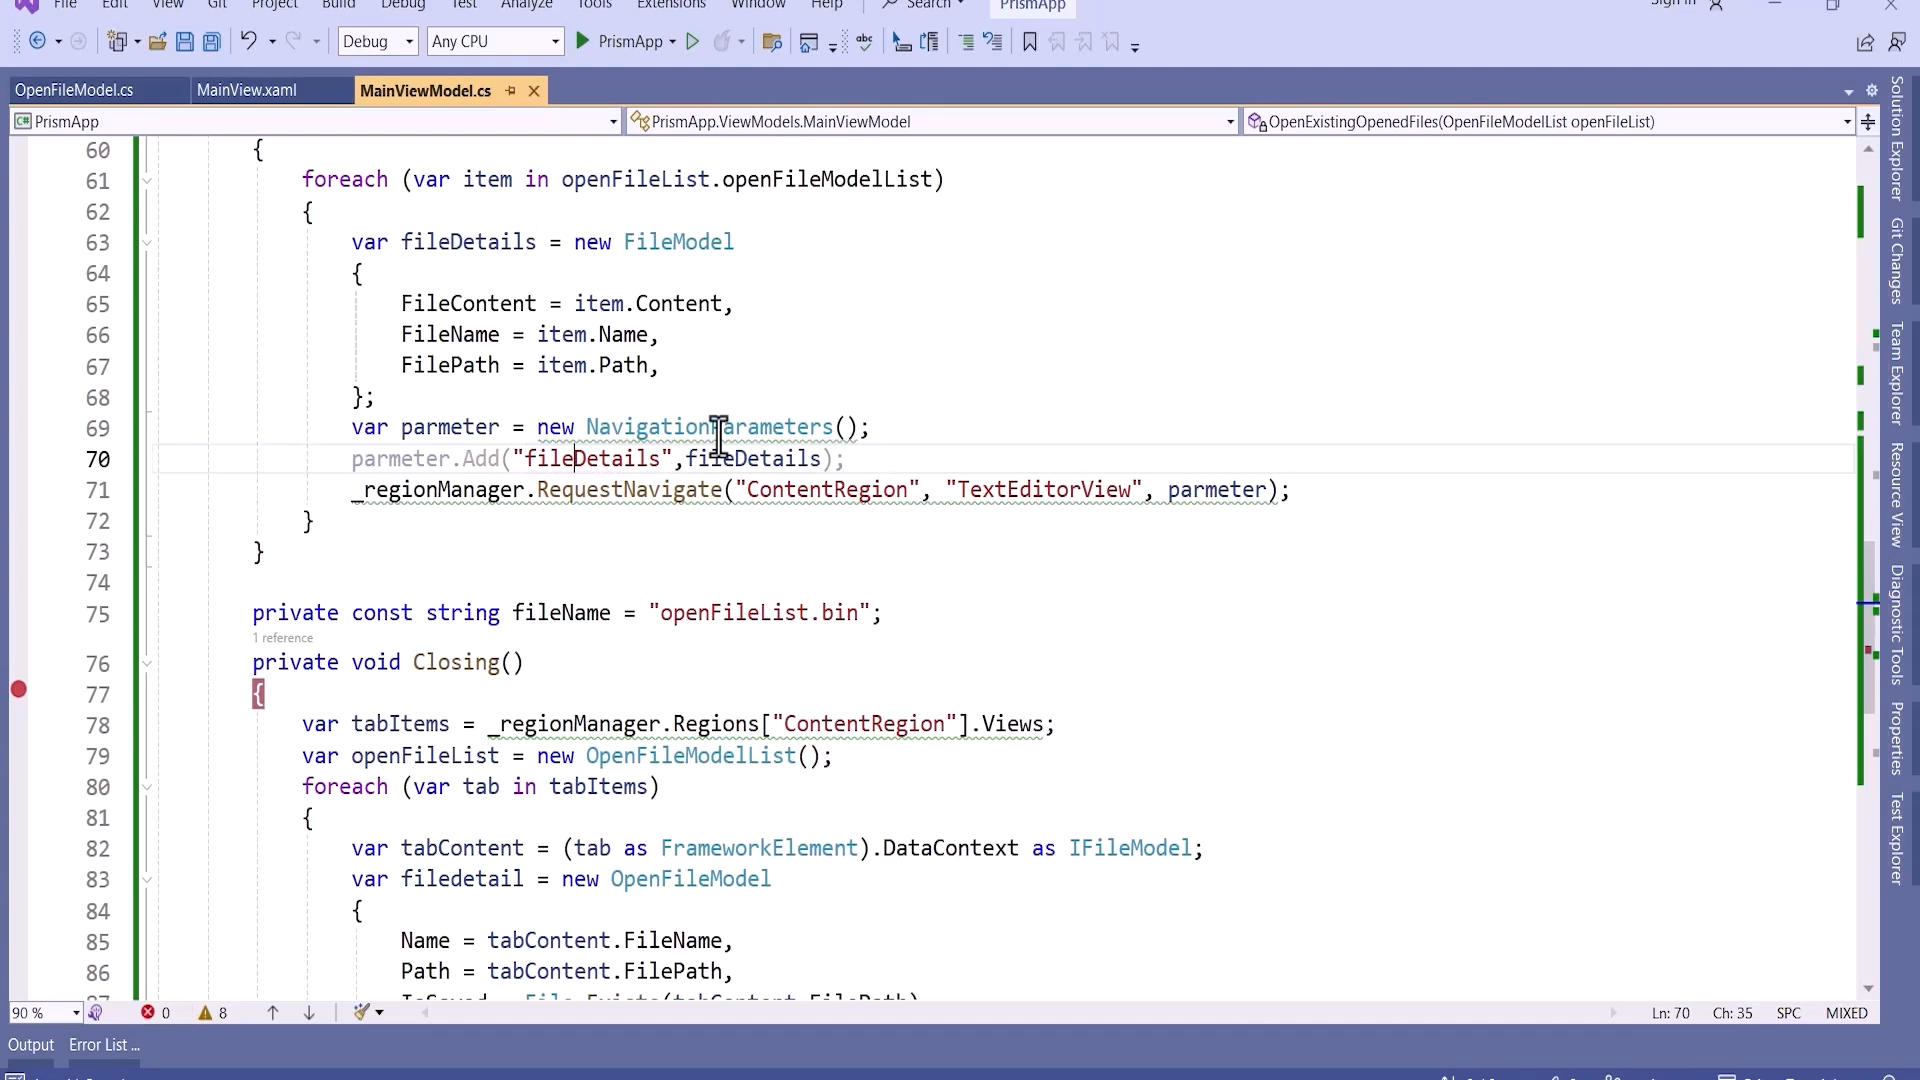 File Edit View Git Project Build Debug Test Analyze Tools Extensions Window Help Search PrismApp Sign in
Debug Any CPU PrismApp
OpenFileModel.cs MainView.xaml MainViewModel.cs
PrismApp PrismApp.ViewModels.MainViewModel OpenExistingOpenedFiles(OpenFileModelList openFileList)
60 {
61 foreach (var item in openFileList.openFileModelList)
62 {
63 var fileDetails = new FileModel
64 {
65 FileContent = item.Content,
66 FileName = item.Name,
67 FilePath = item.Path,
68 };
69 var parmeter = new NavigationParameters();
70 parmeter.Add("fileDetails",fileDetails);
71 _regionManager.RequestNavigate("ContentRegion", "TextEditorView", parmeter);
72 }
73 }
74
75 private const string fileName = "openFileList.bin";
1 reference
76 private void Closing()
77 {
78 var tabItems = _regionManager.Regions["ContentRegion"].Views;
79 var openFileList = new OpenFileModelList();
80 foreach (var tab in tabItems)
81 {
82 var tabContent = (tab as FrameworkElement).DataContext as IFileModel;
83 var filedetail = new OpenFileModel
84 {
85 Name = tabContent.FileName,
86 Path = tabContent.FilePath,
87 IsSaved = File.Exists(tabContent.FilePath)
90 % 0 8 Ln: 70 Ch: 35 SPC MIXED
Output Error List ...
Solution Explorer
Git Changes
Team Explorer
Resource View
Diagnostic Tools
Properties
Test Explorer